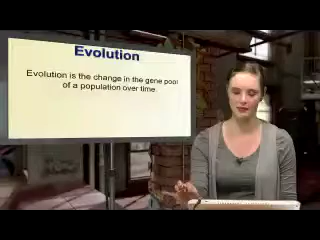 Evolution
Evolution is the change in the gene pool
of a population over time